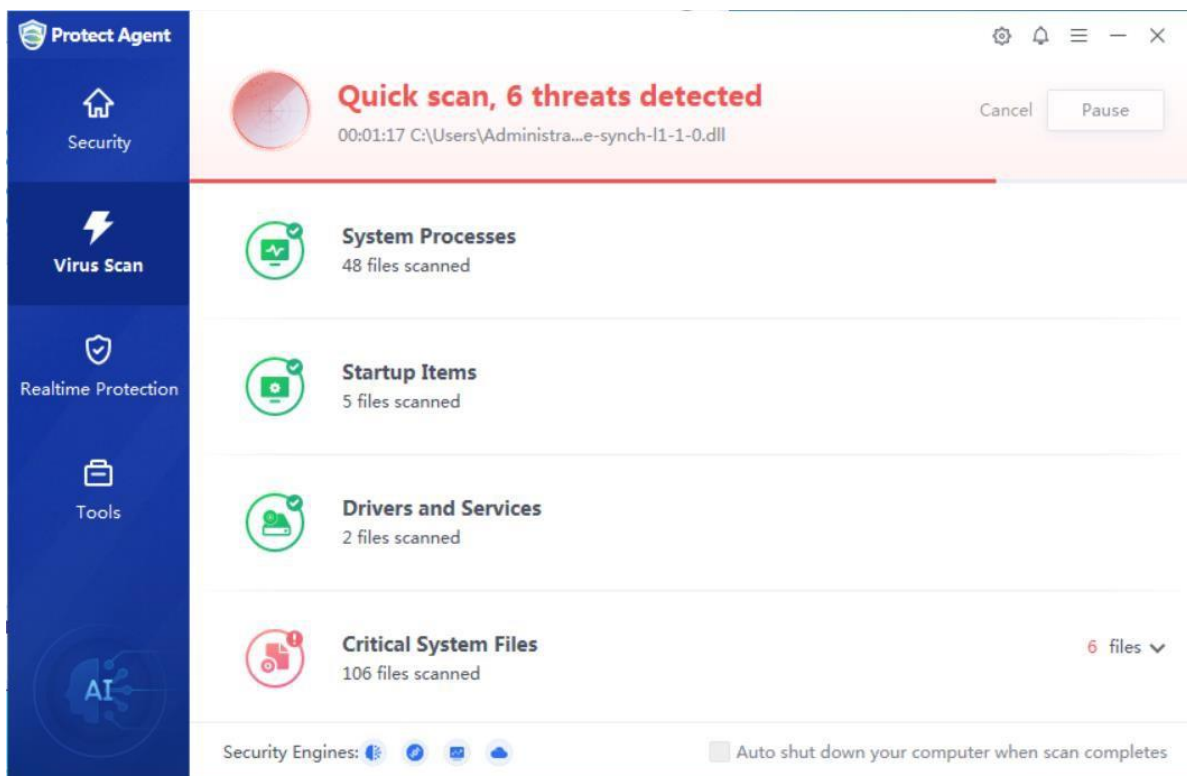 Protect Agent
Security
Virus Scan
Realtime Protection
Tools
AI
Quick scan, 6 threats detected
00:01:17 C:\Users\Administra...e-synch-l1-1-0.dll
Cancel
Pause
System Processes
48 files scanned
Startup Items
5 files scanned
Drivers and Services
2 files scanned
Critical System Files
106 files scanned
6 files
Security Engines:
Auto shut down your computer when scan completes